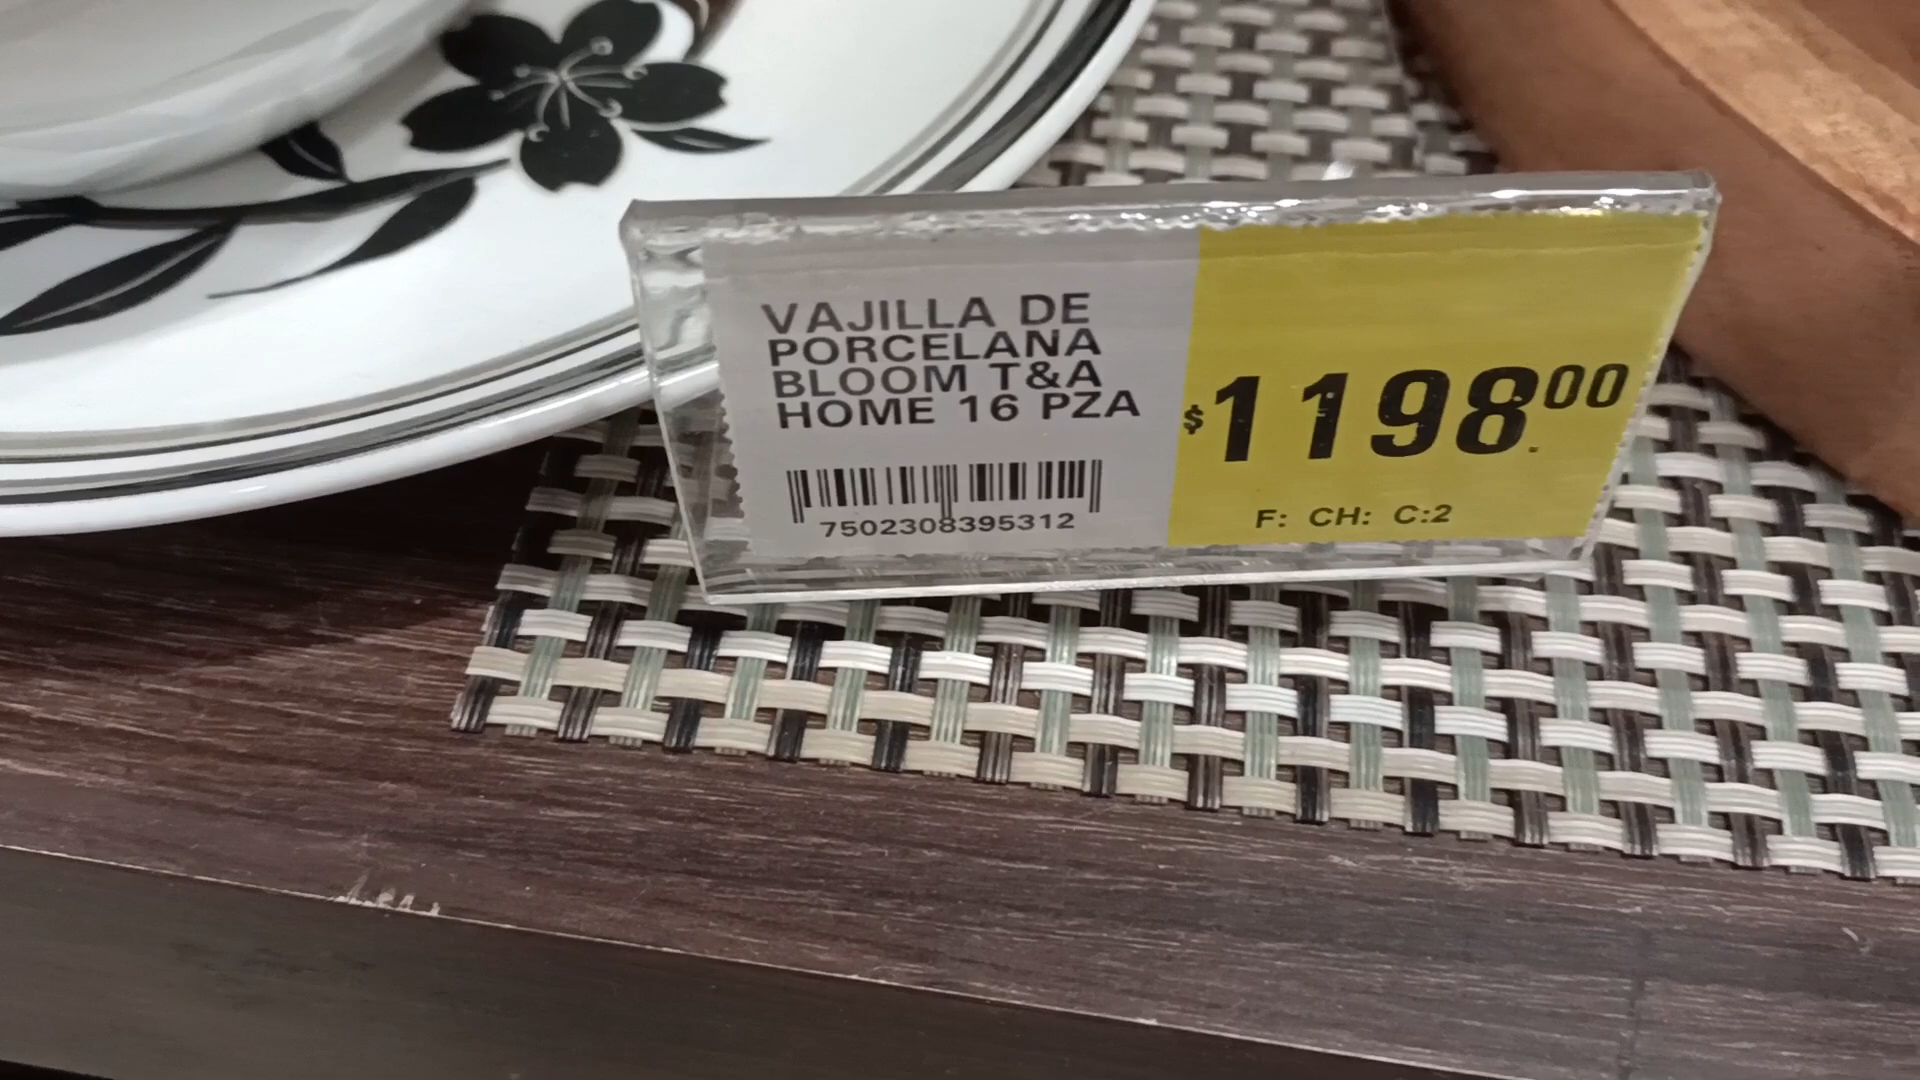 VAJILLA DE
PORCELANA
BLOOM T&A
HOME 16 PZA
7502308395312
$1198.00
F: CH: C:2